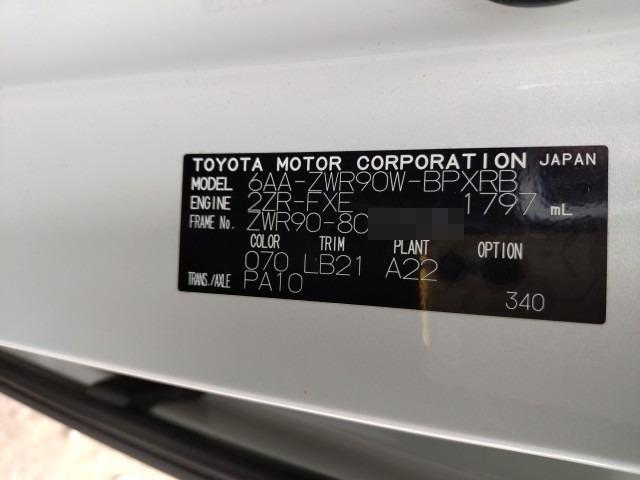 TOYOTA MOTOR CORPORATION JAPAN
MODEL 6AA-ZWR90W-BPXRB
ENGINE 2ZR-FXE 1797 mL
FRAME No. ZWR90-80
COLOR TRIM PLANT OPTION
070 LB21 A22
TRANS./AXLE PA10
340